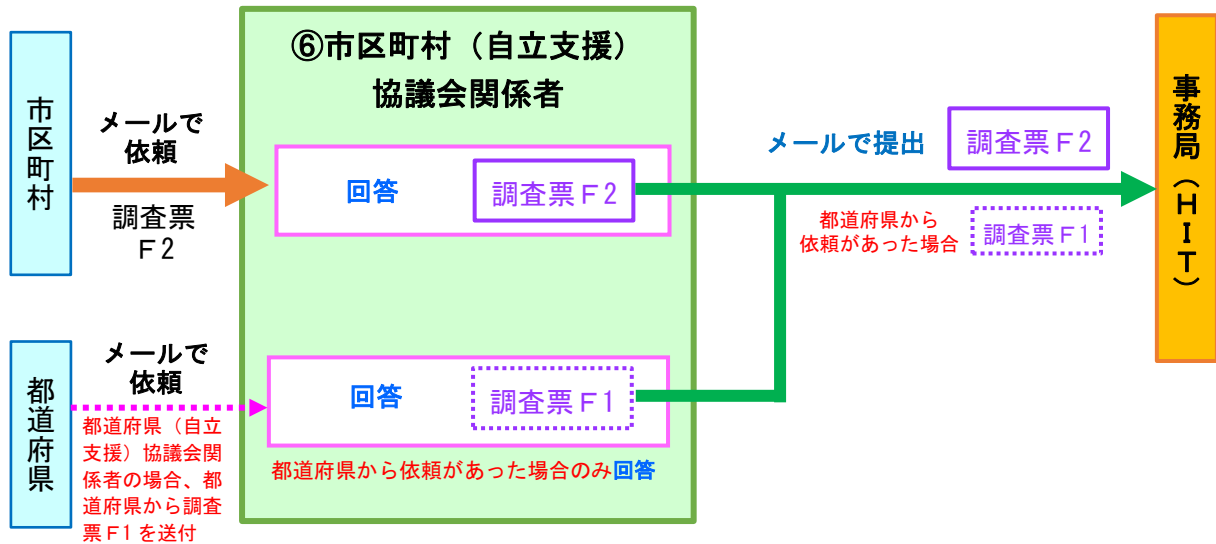 ⑥市区町村（自立支援）
協議会関係者
市区町村
メールで
依頼
調査票
F2
回答
調査票F2
メールで提出
調査票F2
都道府県から
依頼があった場合
調査票F1
事務局（HIT）
都道府県
メールで
依頼
都道府県（自立
支援）協議会関
係者の場合、都
道府県から調査
票F1を送付
回答
調査票F1
都道府県から依頼があった場合のみ回答